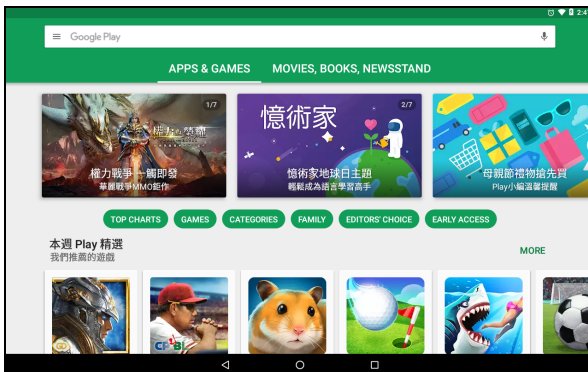 2:4
Google Play
APPS & GAMES
MOVIES, BOOKS, NEWSSTAND
1/7
權力戰爭 一觸即發
華麗戰爭MMO鉅作
2/7
憶術家
憶術家地球日主題
輕鬆成為語言學習高手
母親節禮物搶先買
Play小編溫馨提醒
TOP CHARTS
GAMES
CATEGORIES
FAMILY
EDITORS' CHOICE
EARLY ACCESS
本週 Play 精選
我們推薦的遊戲
MORE